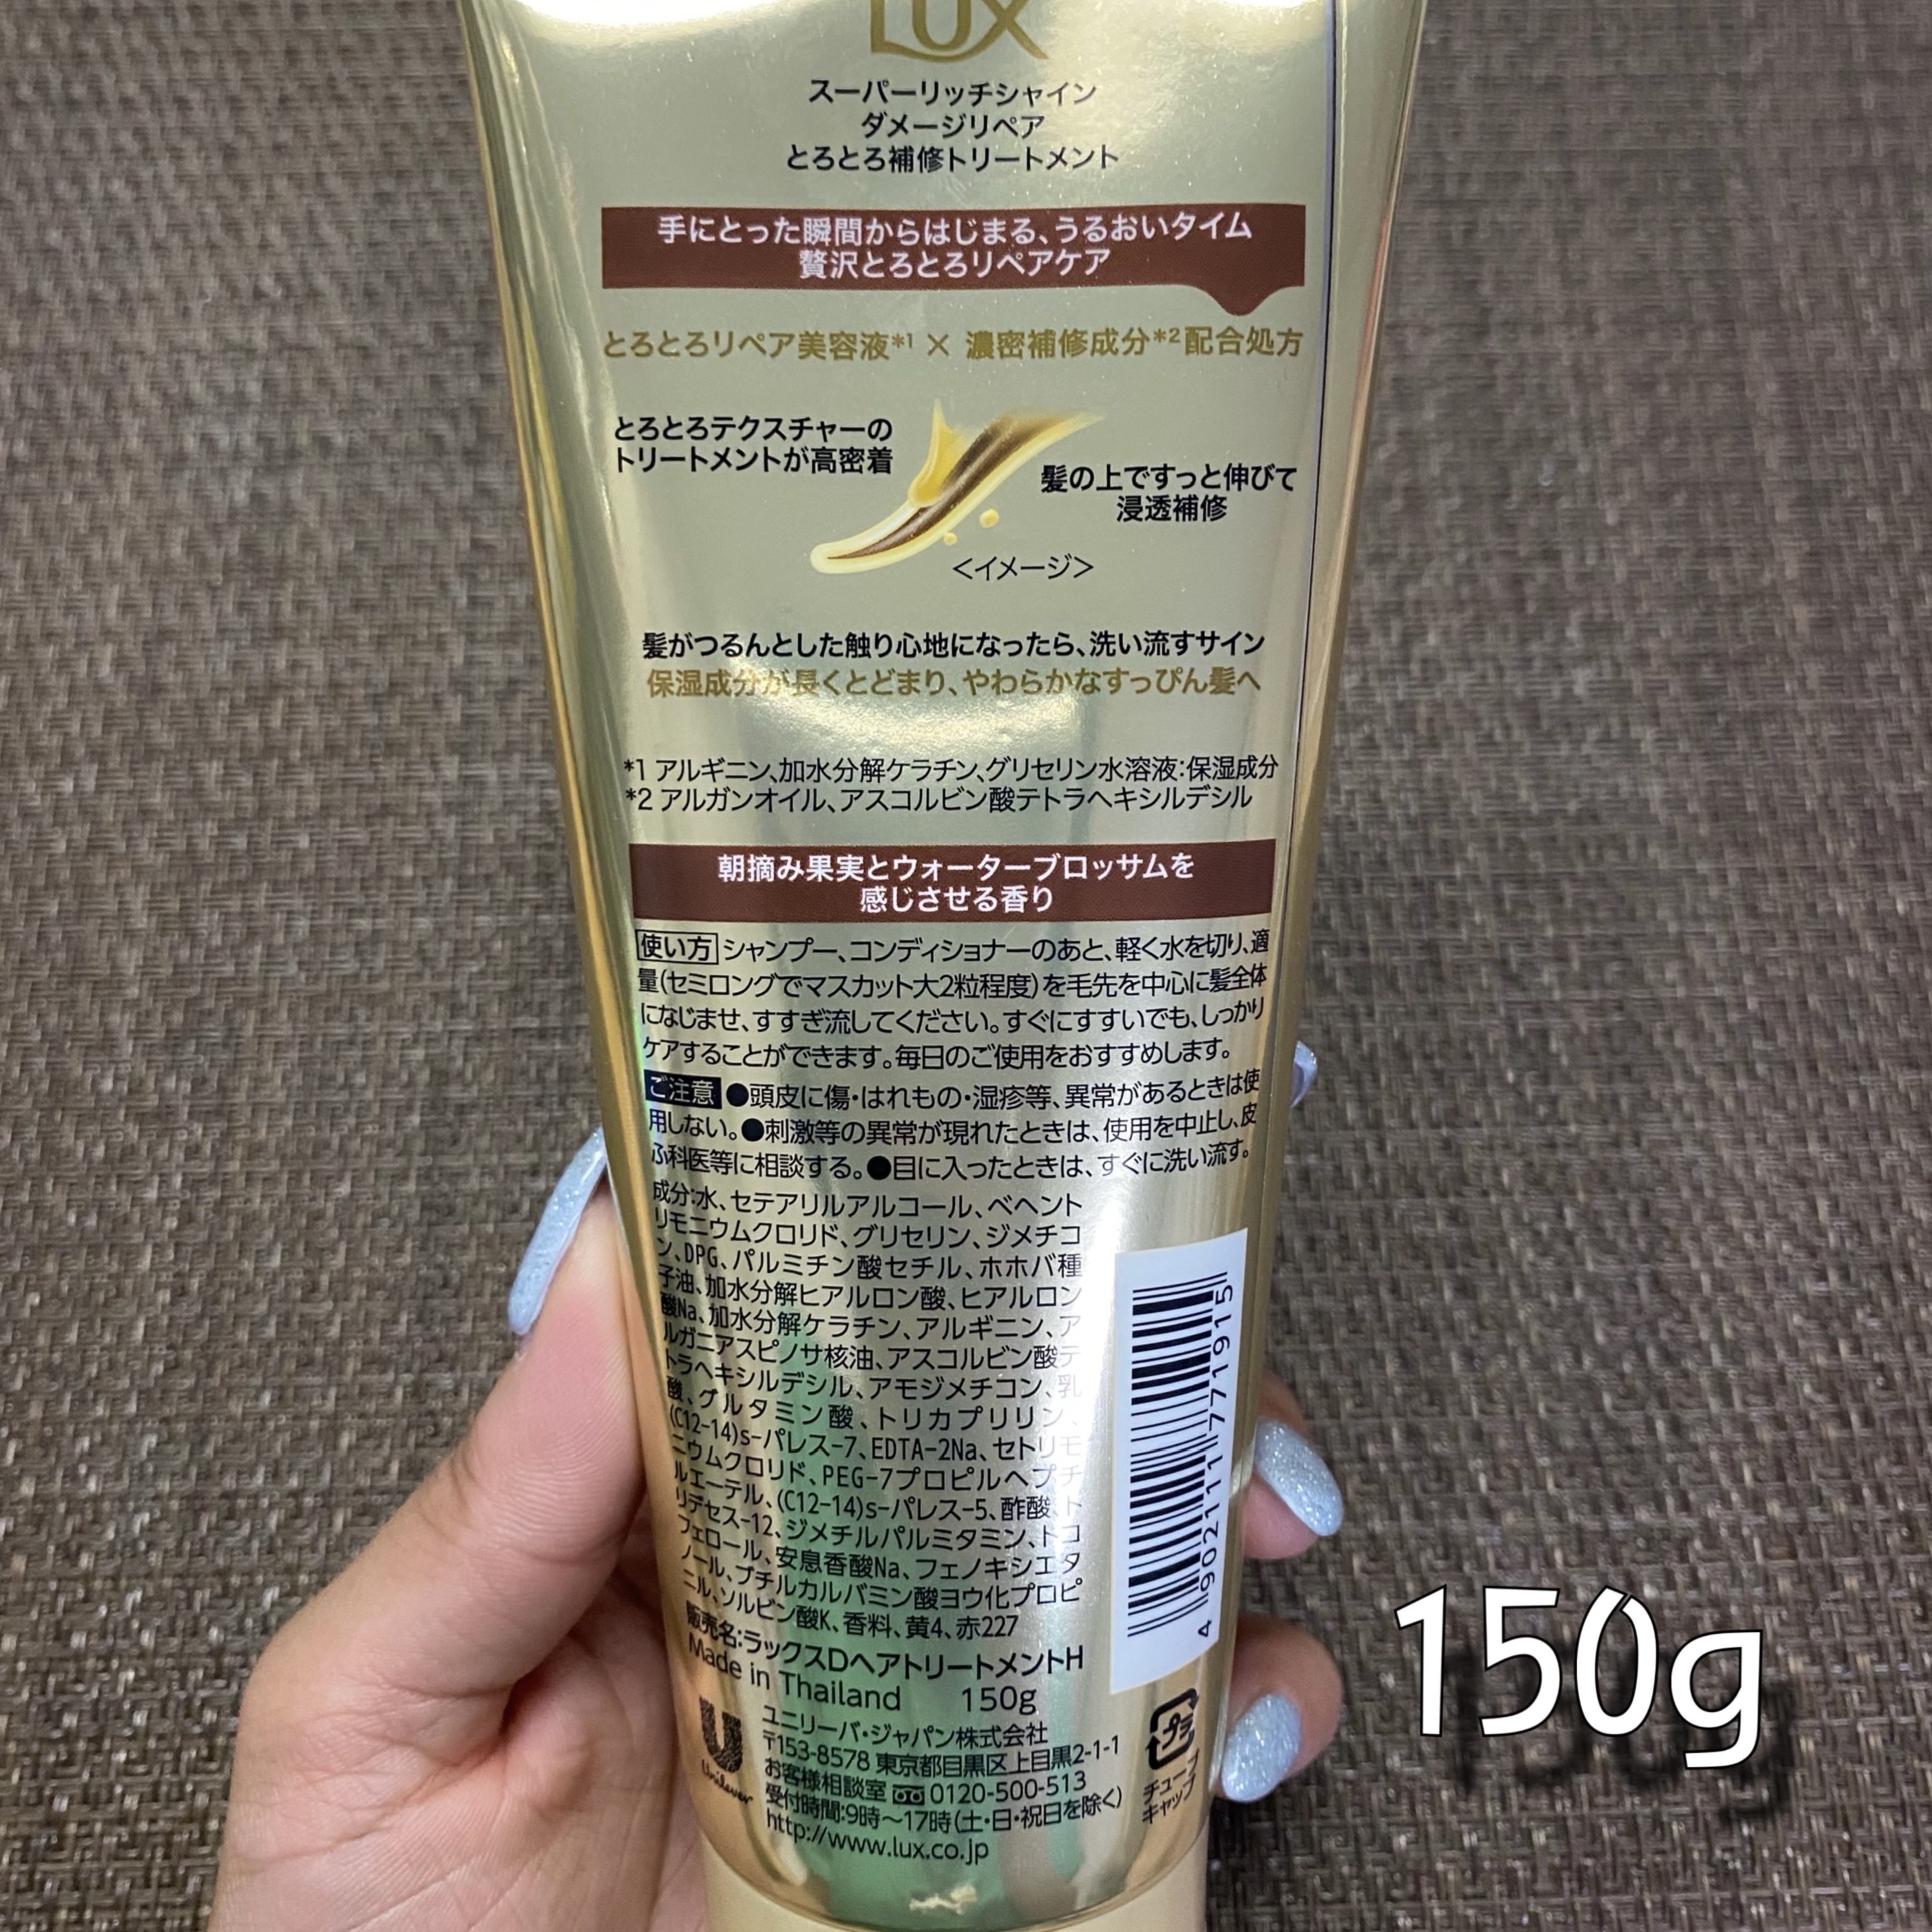 LUX
スーパーリッチシャイン
ダメージリペア
とろとろ補修トリートメント
手にとった瞬間からはじまる、うるおいタイム
贅沢とろとろリペアケア
とろとろリペア美容液*1 × 濃密補修成分*2配合処方
とろとろテクスチャーの
トリートメントが高密着
髪の上ですっと伸びて
浸透補修
<イメージ>
髪がつるんとした触り心地になったら、洗い流すサイン
保湿成分が長くとどまり、やわらかなすっぴん髪へ
*1 アルギニン、加水分解ケラチン、グリセリン水溶液:保湿成分
*2 アルガンオイル、アスコルビン酸テトラヘキシルデシル
朝摘み果実とウォーターブロッサムを
感じさせる香り
使い方 シャンプー、コンディショナーのあと、軽く水を切り、適
量(セミロングでマスカット大2粒程度)を毛先を中心に髪全体
になじませ、すすぎ流してください。すぐにすすいでも、しっかり
ケアすることができます。毎日のご使用をおすすめします。
ご注意 ●頭皮に傷・はれもの・湿疹等、異常があるときは使
用しない。●刺激等の異常が現れたときは、使用を中止し、皮
ふ科医等に相談する。●目に入ったときは、すぐに洗い流す。
成分:水、セテアリルアルコール、ベヘント
リモニウムクロリド、グリセリン、ジメチコ
ン、DPG、パルミチン酸セチル、ホホバ種
子油、加水分解ヒアルロン酸、ヒアルロン
酸Na、加水分解ケラチン、アルギニン、ア
ルガニアスピノサ核油、アスコルビン酸テ
トラヘキシルデシル、アモジメチコン、乳
酸、グルタミン酸、トリカプリリン、
(C12-14)s-パレス-7、EDTA-2Na、セトリモ
ニウムクロリド、PEG-7プロピルヘプチ
ルエーテル、(C12-14)s-パレス-5、酢酸、ト
リデセス-12、ジメチルパルミタミン、トコ
フェロール、安息香酸Na、フェノキシエタ
ノール、ブチルカルバミン酸ヨウ化プロピ
ニル、ソルビン酸K、香料、黄4、赤227
販売名:ラックスDヘアトリートメントH
Made in Thailand 150g
ユニリーバ・ジャパン株式会社
〒153-8578 東京都目黒区上目黒2-1-1
お客様相談室 0120-500-513
受付時間:9時～17時(土・日・祝日を除く)
http://www.lux.co.jp
Unilever
4902111771915
プラ
チューブ
キャップ
150g